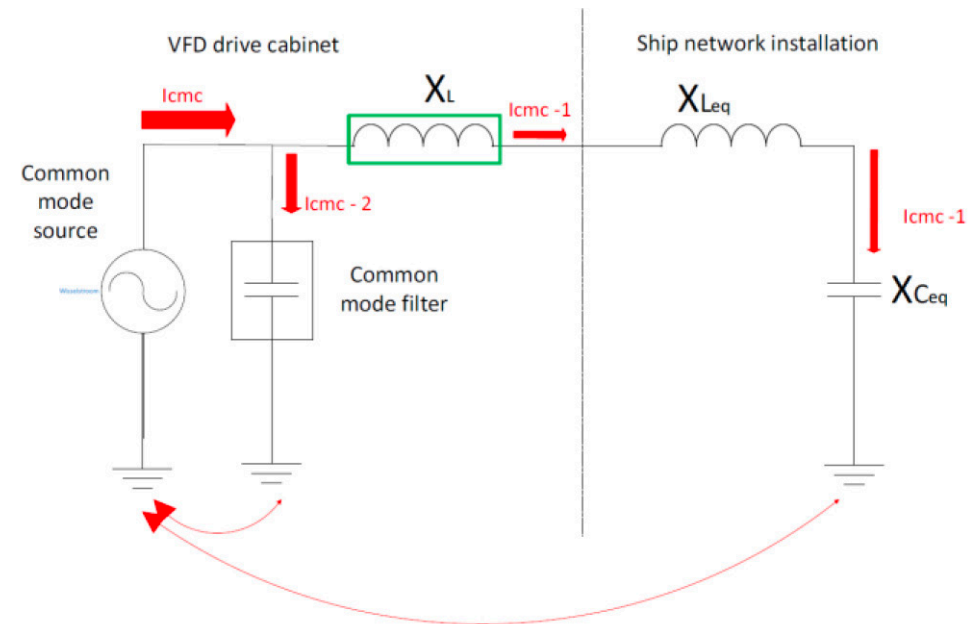 VFD drive cabinet
Ship network installation
Icmc
XL
Icmc -1
XLeq
Common
mode
source
Icmc - 2
Icmc -1
Common
mode filter
XCeq